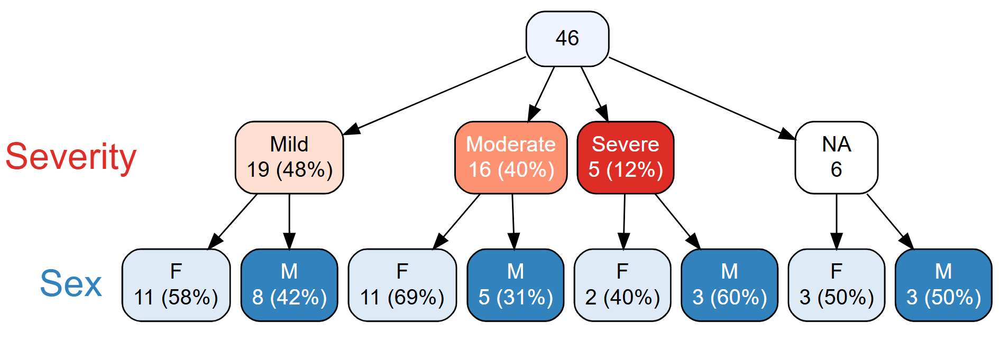 46
Severity
Mild
19 (48%)
Moderate
16 (40%)
Severe
5 (12%)
NA
6
Sex
F
11 (58%)
M
8 (42%)
F
11 (69%)
M
5 (31%)
F
2 (40%)
M
3 (60%)
F
3 (50%)
M
3 (50%)